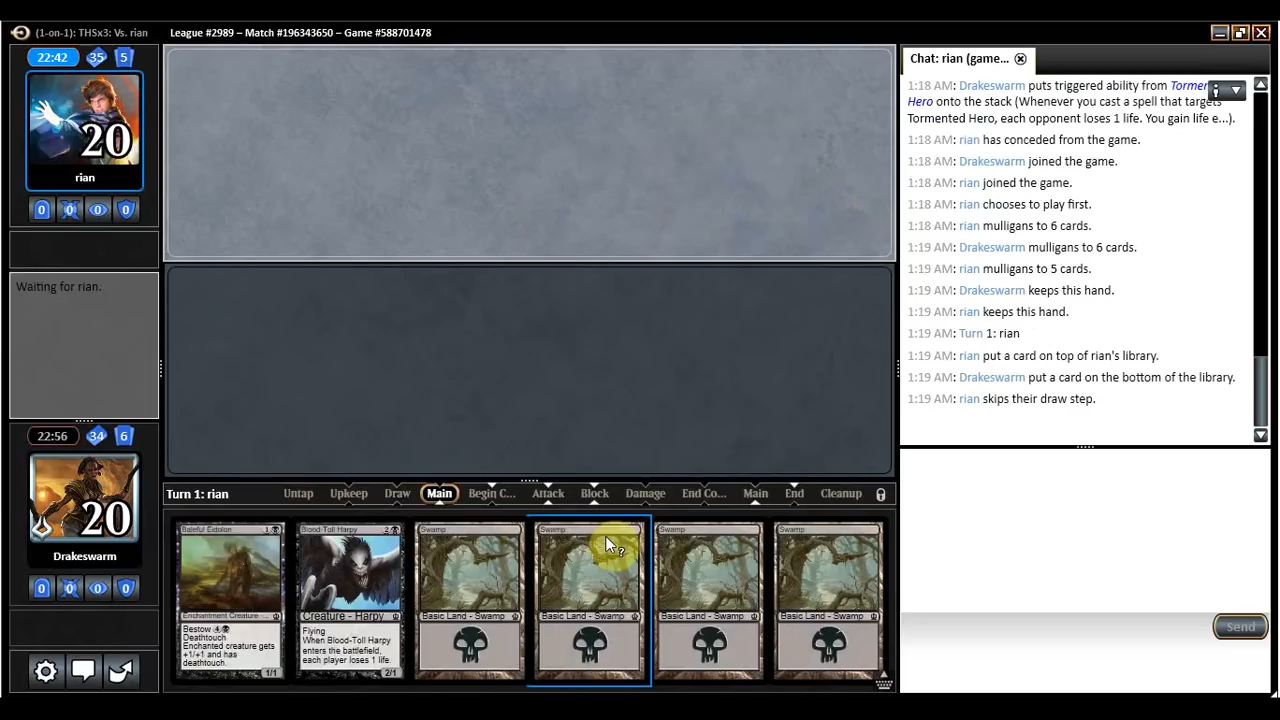 (1-on-1): THSx3: Vs. rian
League #2989 – Match #196343650 – Game #588701478
22:42
35
5
20
rian
0
0
0
0
Waiting for rian.
22:56
34
6
20
Drakeswarm
0
0
0
0
Turn 1: rian
Untap
Upkeep
Draw
Main
Begin C...
Attack
Block
Damage
End Co...
Main
End
Cleanup
Baleful Eidolon
1
Enchantment Creature
Bestow 4
Deathtouch
Enchanted creature gets
+1/+1 and has
deathtouch.
1/1
Blood-Toll Harpy
2
Creature - Harpy
Flying
When Blood-Toll Harpy
enters the battlefield,
each player loses 1 life.
2/1
Swamp
Basic Land - Swamp
Swamp
Basic Land - Swamp
Swamp
Basic Land - Swamp
Swamp
Basic Land - Swamp
Chat: rian (game...
1:18 AM: Drakeswarm puts triggered ability from Tormen
Hero onto the stack (Whenever you cast a spell that targets
Tormented Hero, each opponent loses 1 life. You gain life e...).
1:18 AM: rian has conceded from the game.
1:18 AM: Drakeswarm joined the game.
1:18 AM: rian joined the game.
1:18 AM: rian chooses to play first.
1:18 AM: rian mulligans to 6 cards.
1:19 AM: Drakeswarm mulligans to 6 cards.
1:19 AM: rian mulligans to 5 cards.
1:19 AM: Drakeswarm keeps this hand.
1:19 AM: rian keeps this hand.
1:19 AM: Turn 1: rian
1:19 AM: rian put a card on top of rian's library.
1:19 AM: Drakeswarm put a card on the bottom of the library.
1:19 AM: rian skips their draw step.
Send